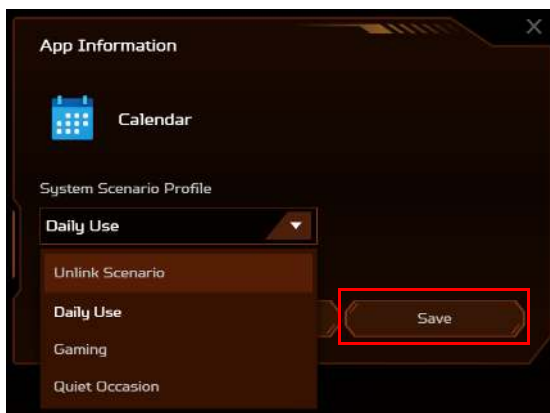 App Information
Calendar
System Scenario Profile
Daily Use
Unlink Scenario
Daily Use
Gaming
Quiet Occasion
Save